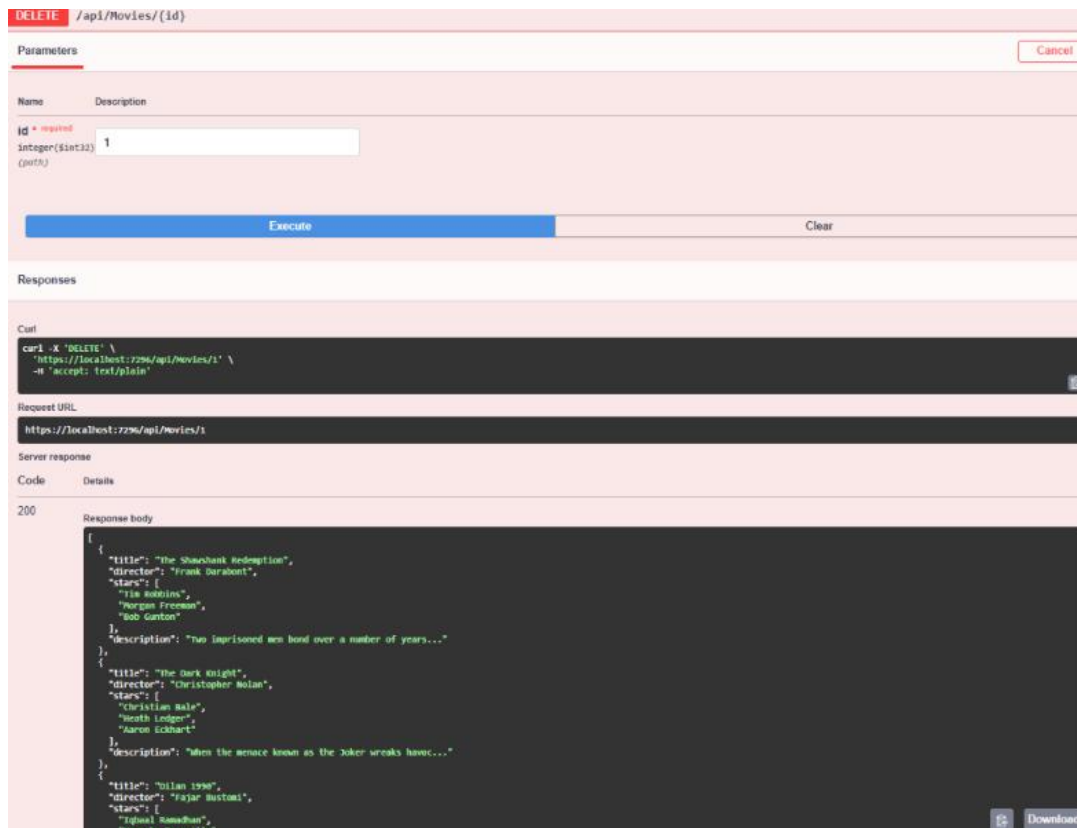 DELETE /api/Movies/{id}
Parameters
Cancel
Name Description
id * required
integer($int32)
(path)
1
Execute Clear
Responses
Curl
curl -X 'DELETE' \
'https://localhost:7296/api/Movies/1' \
-H 'accept: text/plain'
Request URL
https://localhost:7296/api/Movies/1
Server response
Code Details
200
Response body
[
{
"title": "The Shawshank Redemption",
"director": "Frank Darabont",
"stars": [
"Tim Robbins",
"Morgan Freeman",
"Bob Gunton"
],
"description": "Two imprisoned men bond over a number of years..."
},
{
"title": "The Dark Knight",
"director": "Christopher Nolan",
"stars": [
"Christian Bale",
"Heath Ledger",
"Aaron Eckhart"
],
"description": "When the menace known as the Joker wreaks havoc..."
},
{
"title": "Dilan 1990",
"director": "Fajar Bustomi",
"stars": [
"Iqbaal Ramadhan",
Download